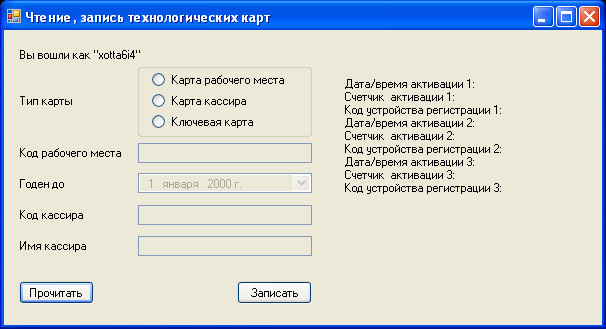 Чтение , запись технологических карт
Вы вошли как "xotta6i4"
Тип карты
Карта рабочего места
Карта кассира
Ключевая карта
Код рабочего места
Годен до
1 января 2000 г.
Код кассира
Имя кассира
Прочитать
Записать
Дата/время активации 1:
Счетчик активации 1:
Код устройства регистрации 1:
Дата/время активации 2:
Счетчик активации 2:
Код устройства регистрации 2:
Дата/время активации 3:
Счетчик активации 3:
Код устройства регистрации 3: